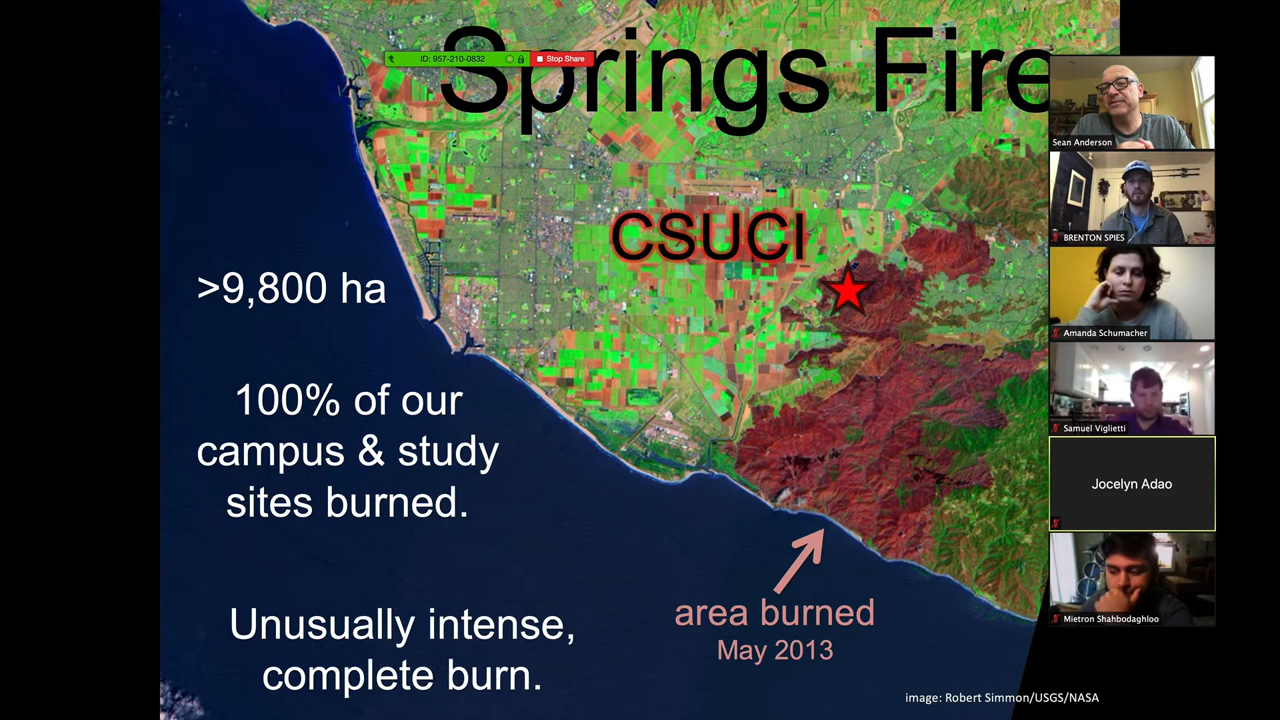 Springs Fire
ID: 957-210-0832
Stop Share
CSUCI
>9,800 ha
100% of our
campus & study
sites burned.
Unusually intense,
complete burn.
area burned
May 2013
image: Robert Simmon/USGS/NASA
Sean Anderson
BRENTON SPIES
Amanda Schumacher
Samuel Viglietti
Jocelyn Adao
Mietron Shahbodaghloo